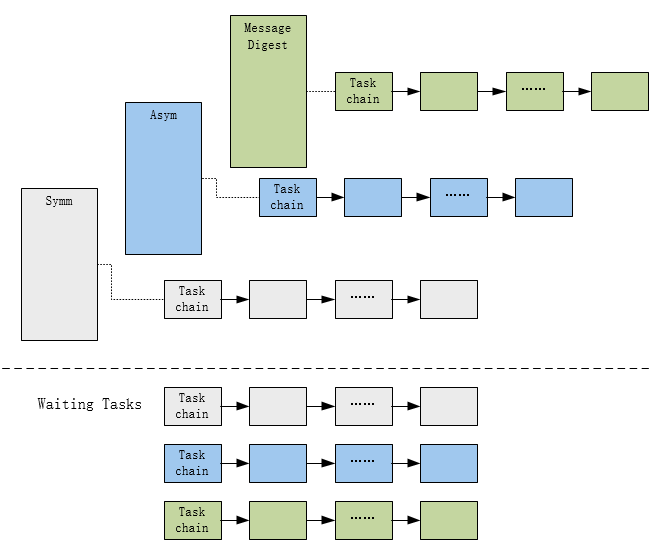 Message
Digest
Task
chain
……
Asym
Task
chain
……
Symm
Task
chain
……
Waiting Tasks
Task
chain
……
Task
chain
……
Task
chain
……